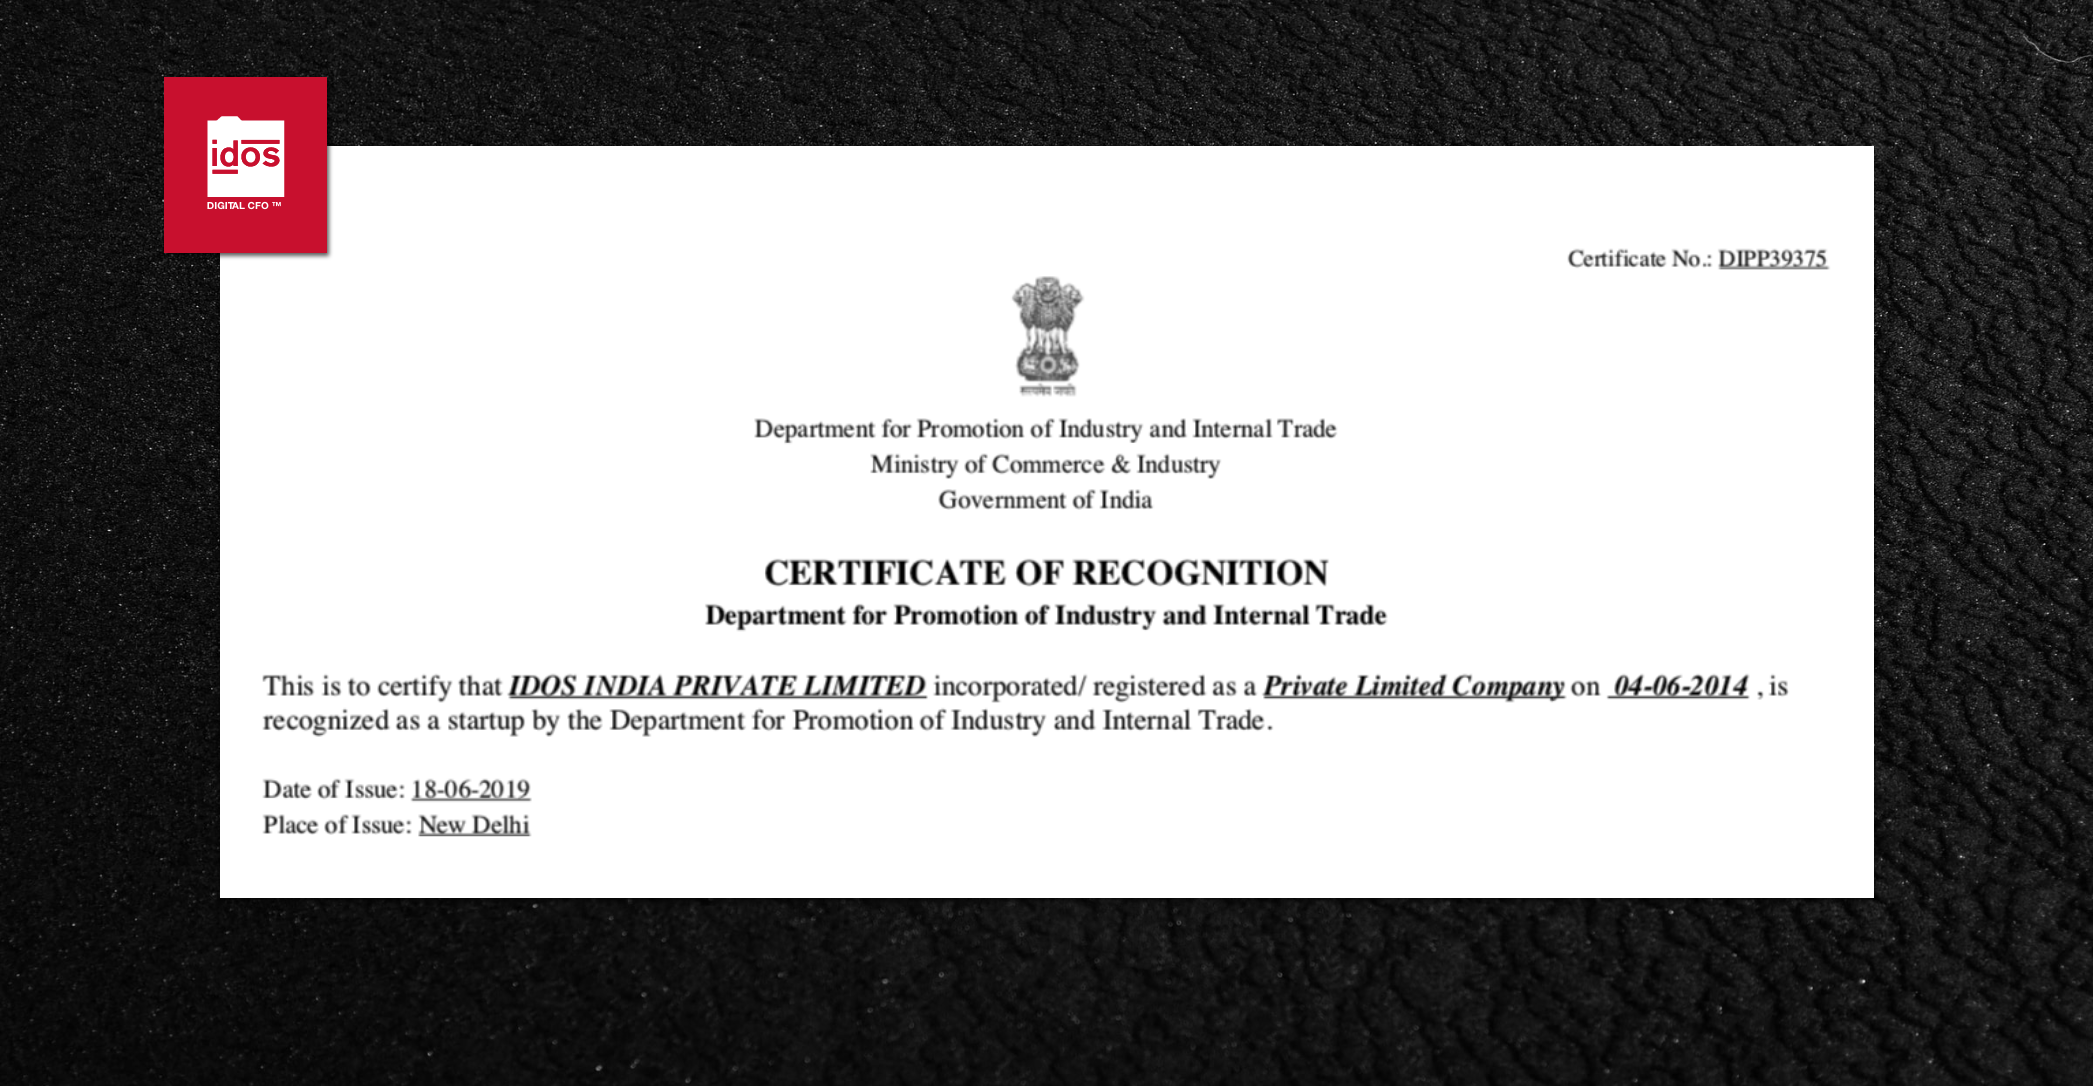 idos
DIGITAL CFO ™
Certificate No.: DIPP39375
सत्यमेव जयते
Department for Promotion of Industry and Internal Trade
Ministry of Commerce & Industry
Government of India
CERTIFICATE OF RECOGNITION
Department for Promotion of Industry and Internal Trade
This is to certify that IDOS INDIA PRIVATE LIMITED incorporated/ registered as a Private Limited Company on 04-06-2014 , is
recognized as a startup by the Department for Promotion of Industry and Internal Trade.
Date of Issue: 18-06-2019
Place of Issue: New Delhi